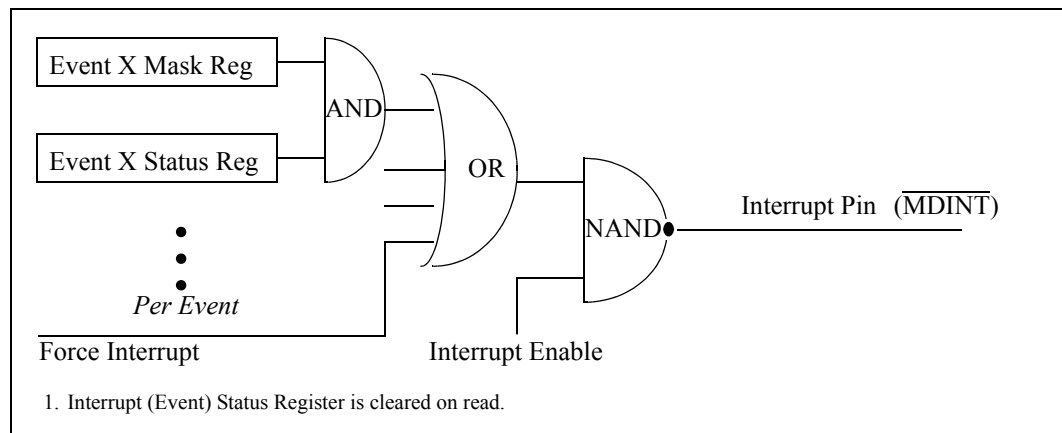 Event X Mask Reg
AND
Event X Status Reg
OR
NAND
Interrupt Pin (MDINT)
Per Event
Force Interrupt
Interrupt Enable
1. Interrupt (Event) Status Register is cleared on read.